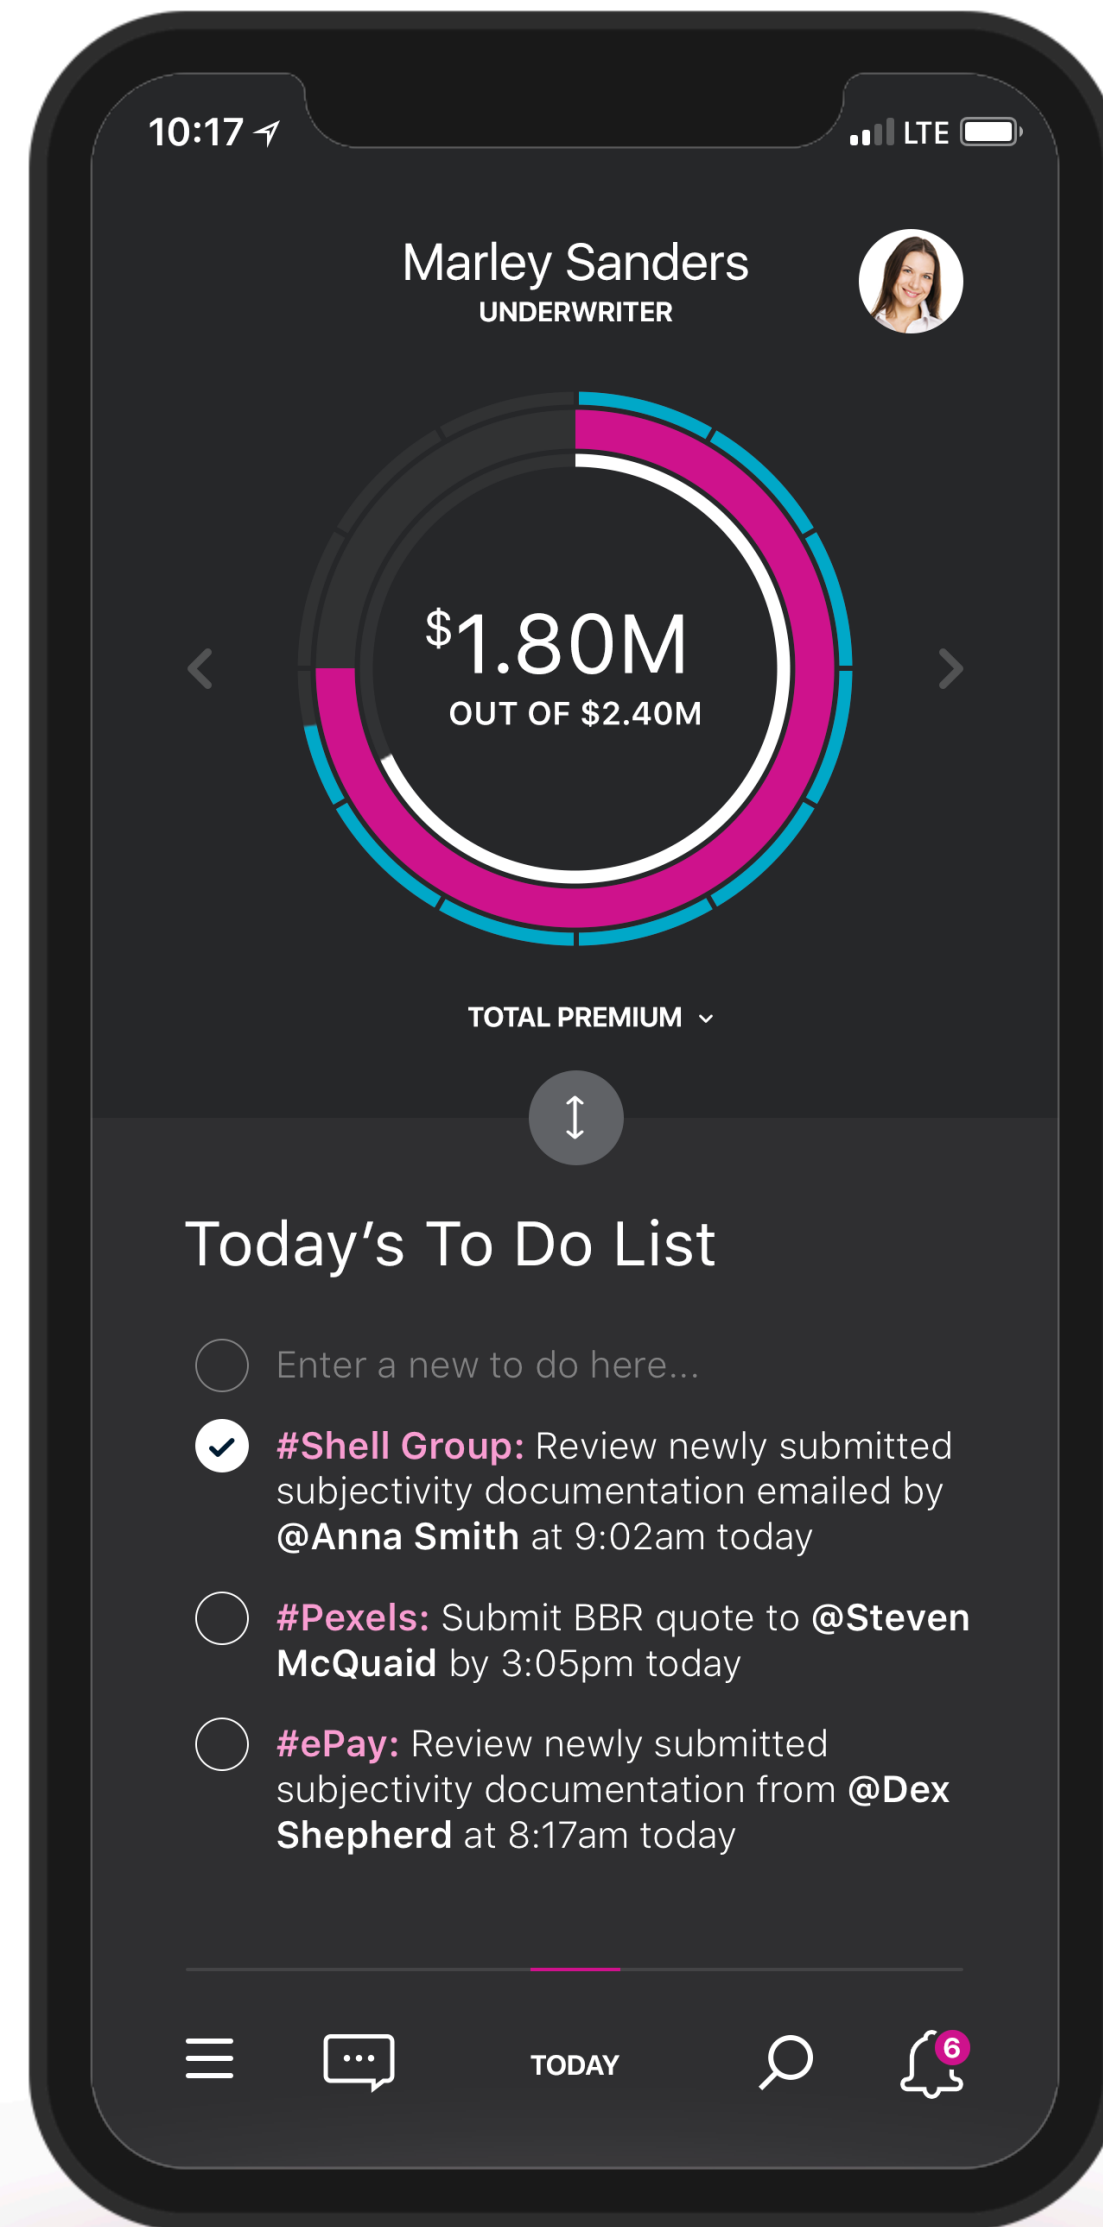 10:17 LTE
Marley Sanders
UNDERWRITER
$1.80M
OUT OF $2.40M
TOTAL PREMIUM
Today's To Do List
Enter a new to do here...
#Shell Group: Review newly submitted
subjectivity documentation emailed by
@Anna Smith at 9:02am today
#Pexels: Submit BBR quote to @Steven
McQuaid by 3:05pm today
#ePay: Review newly submitted
subjectivity documentation from @Dex
Shepherd at 8:17am today
TODAY 6